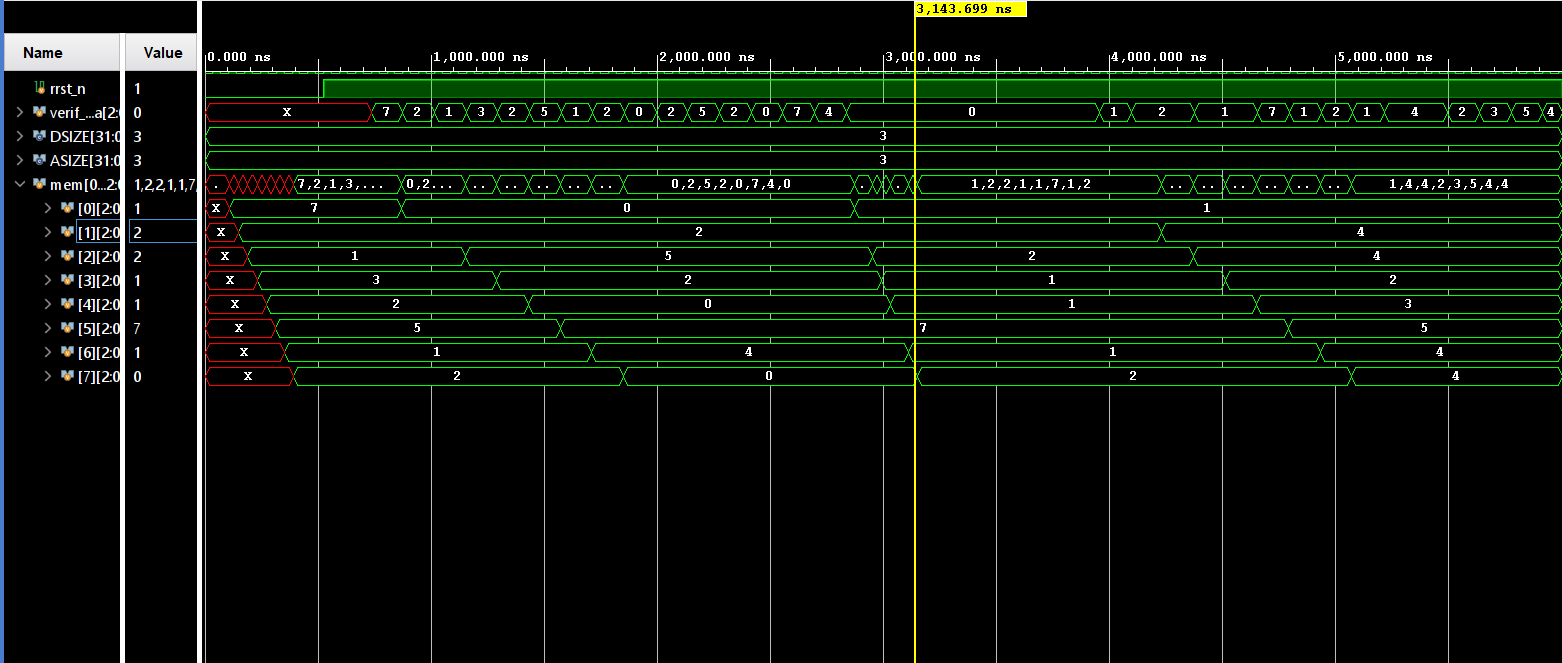 3,143.699 ns
Name Value
0.000 ns 1,000.000 ns 2,000.000 ns 3,000.000 ns 4,000.000 ns 5,000.000 ns
rrst_n 1
verif_...a[2:0 0 X 7 2 1 3 2 5 1 2 0 2 5 2 0 7 4 0 1 2 1 7 1 2 1 4 2 3 5 4
DSIZE[31:0 3 3
ASIZE[31:0 3 3
mem[0...2:0 1,2,2,1,1,7, . 7,2,1,3,... 0,2... .. .. .. .. .. 0,2,5,2,0,7,4,0 . . 1,2,2,1,1,7,1,2 .. .. .. .. .. .. 1,4,4,2,3,5,4,4
[0][2:0 1 X 7 0 1
[1][2:0 2 X 2 4
[2][2:0 2 X 1 5 2 4
[3][2:0 1 X 3 2 1 2
[4][2:0 1 X 2 0 1 3
[5][2:0 7 X 5 7 5
[6][2:0 1 X 1 4 1 4
[7][2:0 0 X 2 0 2 4